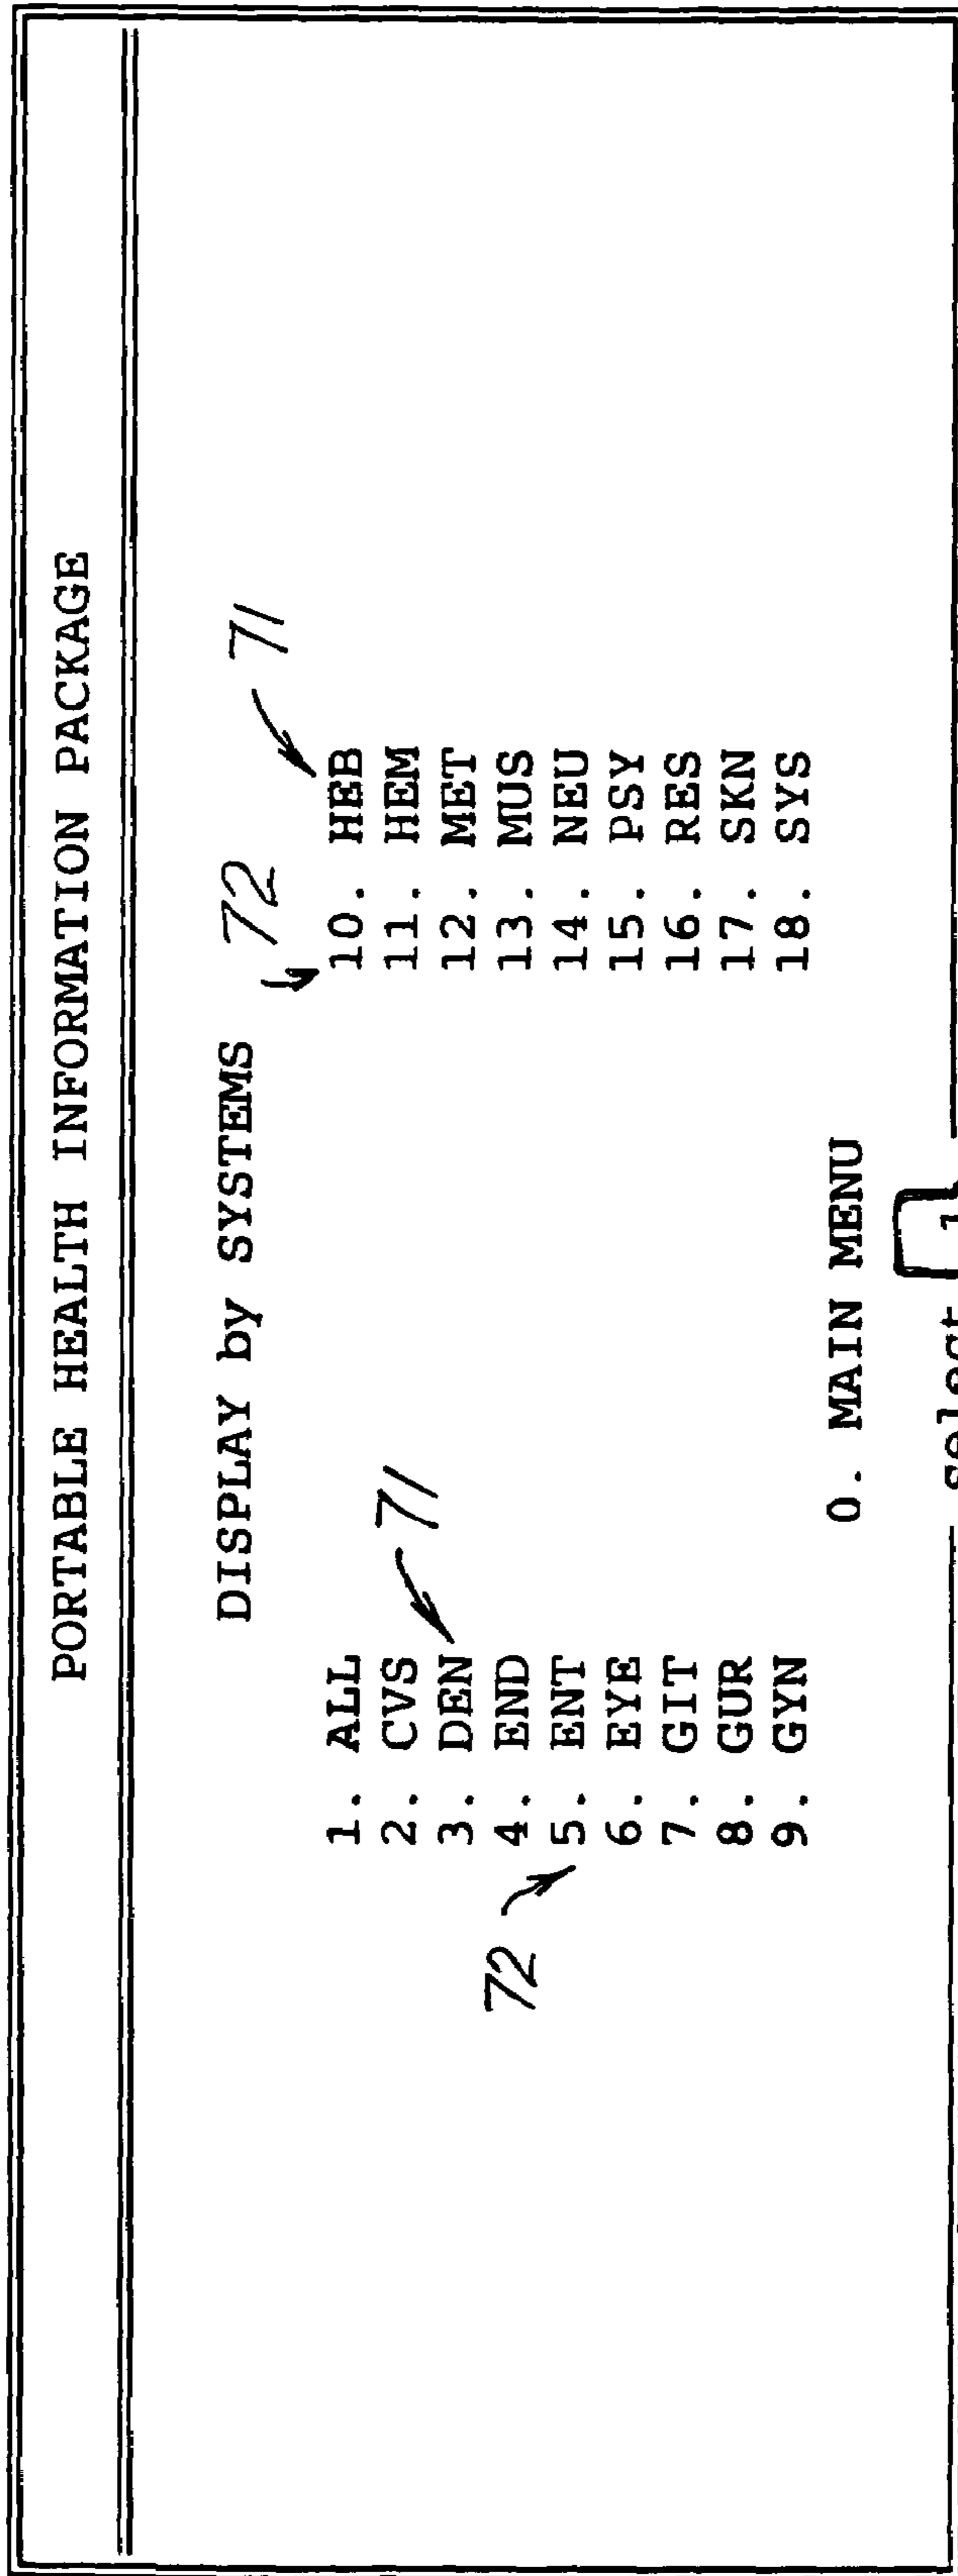 PORTABLE HEALTH INFORMATION PACKAGE
DISPLAY by SYSTEMS
72
71
71
1. ALL 10. HEB
2. CVS 11. HEM
3. DEN 12. MET
4. END 13. MUS
72
5. ENT 14. NEU
6. EYE 15. PSY
7. GIT 16. RES
8. GUR 17. SKN
9. GYN 18. SYS
0. MAIN MENU
select